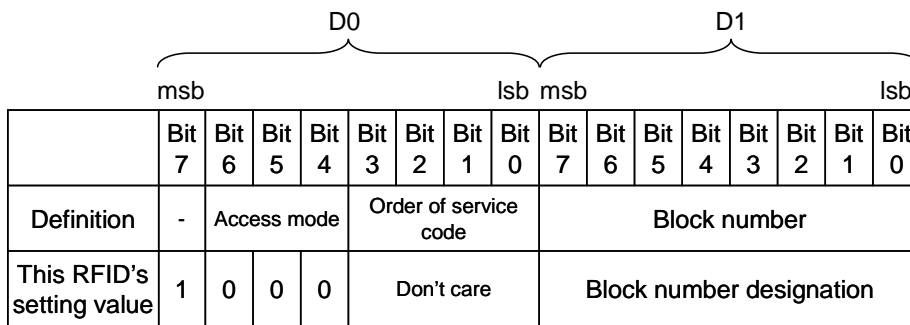 D0 D1
msb lsb msb lsb
Bit 7 Bit 6 Bit 5 Bit 4 Bit 3 Bit 2 Bit 1 Bit 0 Bit 7 Bit 6 Bit 5 Bit 4 Bit 3 Bit 2 Bit 1 Bit 0
Definition - Access mode Order of service code Block number
This RFID's setting value 1 0 0 0 Don't care Block number designation